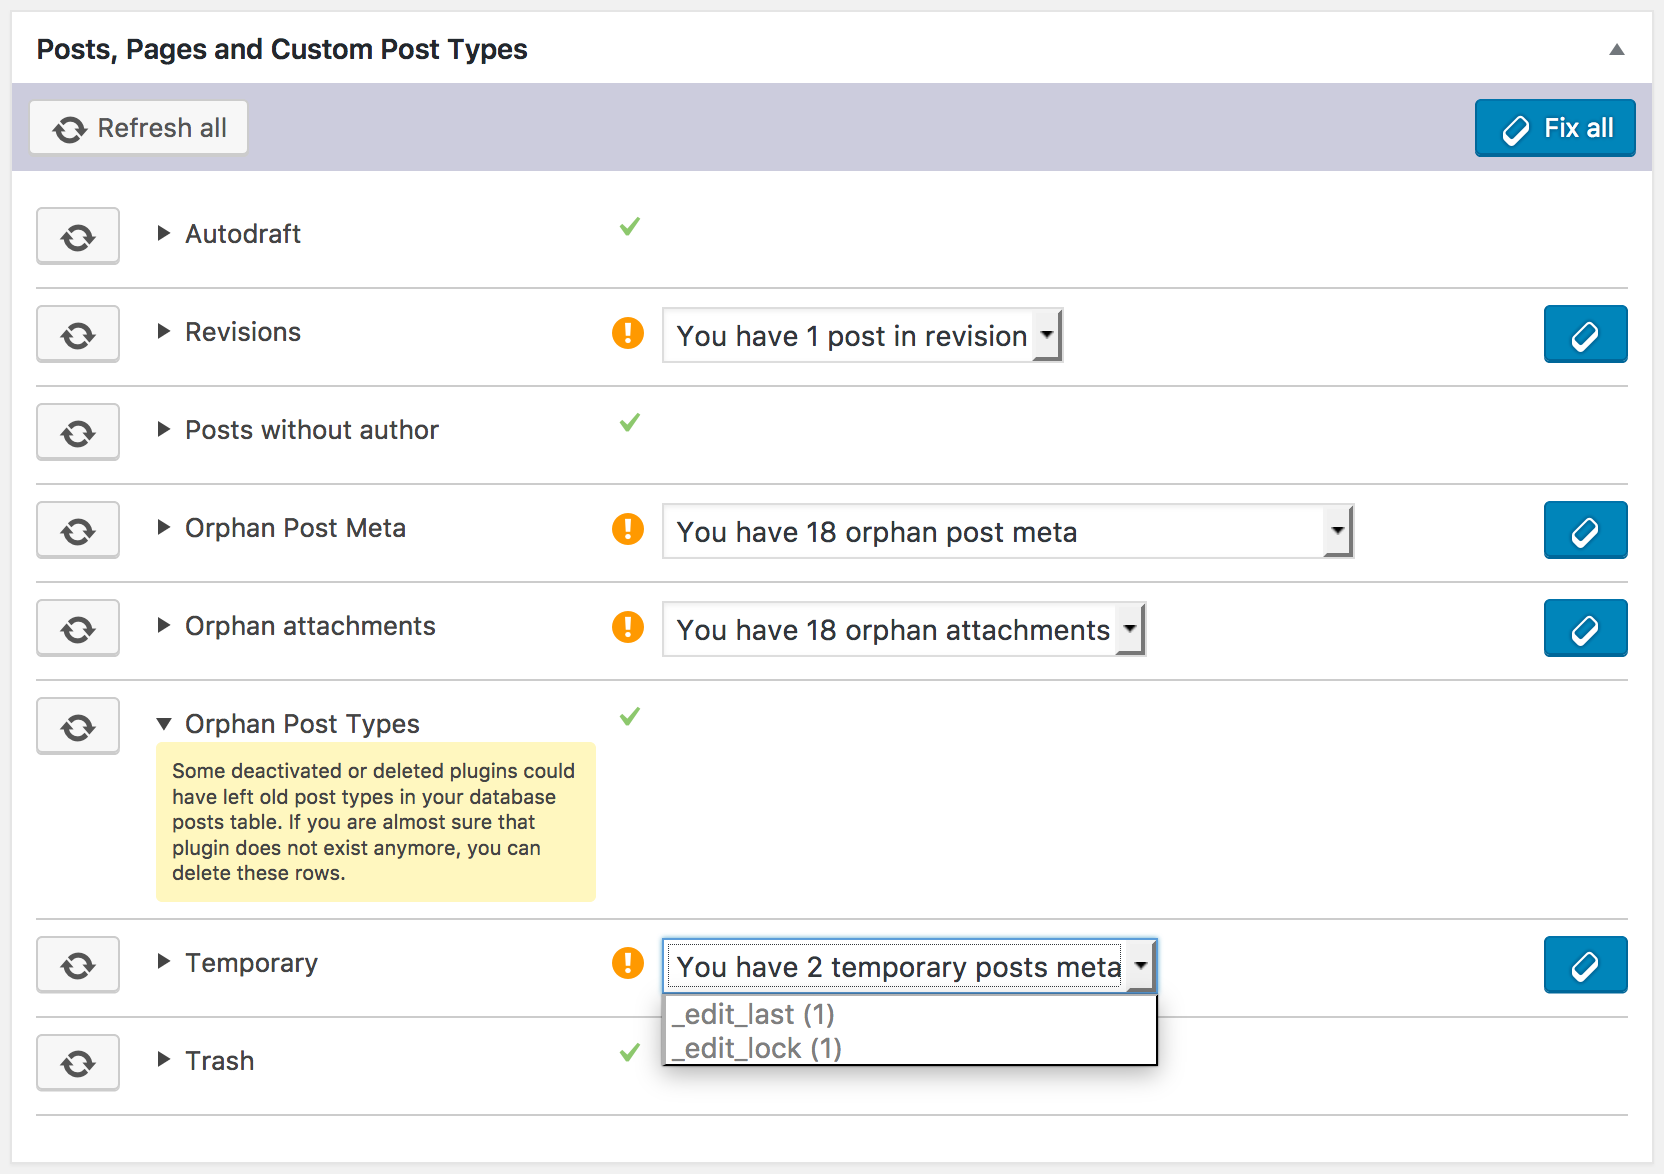 Posts, Pages and Custom Post Types
Refresh all
Fix all
Autodraft
Revisions
You have 1 post in revision
Posts without author
Orphan Post Meta
You have 18 orphan post meta
Orphan attachments
You have 18 orphan attachments
Orphan Post Types
Some deactivated or deleted plugins could
have left old post types in your database
posts table. If you are almost sure that
plugin does not exist anymore, you can
delete these rows.
Temporary
You have 2 temporary posts meta
_edit_last (1)
_edit_lock (1)
Trash